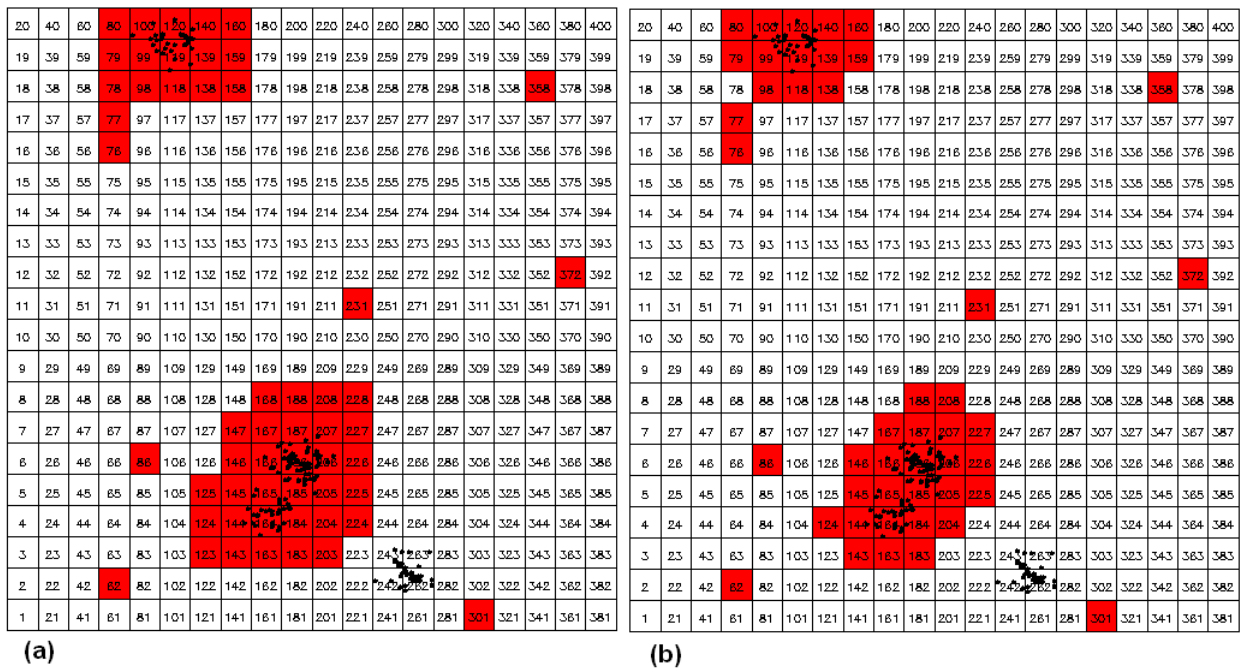 20 40 60 80 100 120 140 160 180 200 220 240 260 280 300 320 340 360 380 400
19 39 59 79 99 119 139 159 179 199 219 239 259 279 299 319 339 359 379 399
18 38 58 78 98 118 138 158 178 198 218 238 258 278 298 318 338 358 378 398
17 37 57 77 97 117 137 157 177 197 217 237 257 277 297 317 337 357 377 397
16 36 56 76 96 116 136 156 176 196 216 236 256 276 296 316 336 356 376 396
15 35 55 75 95 115 135 155 175 195 215 235 255 275 295 315 335 355 375 395
14 34 54 74 94 114 134 154 174 194 214 234 254 274 294 314 334 354 374 394
13 33 53 73 93 113 133 153 173 193 213 233 253 273 293 313 333 353 373 393
12 32 52 72 92 112 132 152 172 192 212 232 252 272 292 312 332 352 372 392
11 31 51 71 91 111 131 151 171 191 211 231 251 271 291 311 331 351 371 391
10 30 50 70 90 110 130 150 170 190 210 230 250 270 290 310 330 350 370 390
9 29 49 69 89 109 129 149 169 189 209 229 249 269 289 309 329 349 369 389
8 28 48 68 88 108 128 148 168 188 208 228 248 268 288 308 328 348 368 388
7 27 47 67 87 107 127 147 167 187 207 227 247 267 287 307 327 347 367 387
6 26 46 66 86 106 126 146 226 246 266 286 306 326 346 366 386
5 25 45 65 85 105 125 145 165 185 205 225 245 265 285 305 325 345 365 385
4 24 44 64 84 104 124 144 184 204 224 244 264 284 304 324 344 364 384
3 23 43 63 83 103 123 143 163 183 203 223 263 283 303 323 343 363 383
2 22 42 62 82 102 122 142 162 182 202 222 242 262 282 302 322 342 362 382
1 21 41 61 81 101 121 141 161 181 201 221 241 261 281 301 321 341 361 381
(a)
20 40 60 80 100 120 140 160 180 200 220 240 260 280 300 320 340 360 380 400
19 39 59 79 99 119 139 159 179 199 219 239 259 279 299 319 339 359 379 399
18 38 58 78 98 118 138 158 178 198 218 238 258 278 298 318 338 358 378 398
17 37 57 77 97 117 137 157 177 197 217 237 257 277 297 317 337 357 377 397
16 36 56 76 96 116 136 156 176 196 216 236 256 276 296 316 336 356 376 396
15 35 55 75 95 115 135 155 175 195 215 235 255 275 295 315 335 355 375 395
14 34 54 74 94 114 134 154 174 194 214 234 254 274 294 314 334 354 374 394
13 33 53 73 93 113 133 153 173 193 213 233 253 273 293 313 333 353 373 393
12 32 52 72 92 112 132 152 172 192 212 232 252 272 292 312 332 352 372 392
11 31 51 71 91 111 131 151 171 191 211 231 251 271 291 311 331 351 371 391
10 30 50 70 90 110 130 150 170 190 210 230 250 270 290 310 330 350 370 390
9 29 49 69 89 109 129 149 169 189 209 229 249 269 289 309 329 349 369 389
8 28 48 68 88 108 128 148 168 188 208 228 248 268 288 308 328 348 368 388
7 27 47 67 87 107 127 147 167 187 207 227 247 267 287 307 327 347 367 387
6 26 46 66 86 106 126 146 226 246 266 286 306 326 346 366 386
5 25 45 65 85 105 125 145 165 185 205 225 245 265 285 305 325 345 365 385
4 24 44 64 84 104 124 144 184 204 224 244 264 284 304 324 344 364 384
3 23 43 63 83 103 123 143 163 183 203 223 263 283 303 323 343 363 383
2 22 42 62 82 102 122 142 162 182 202 222 242 262 282 302 322 342 362 382
1 21 41 61 81 101 121 141 161 181 201 221 241 261 281 301 321 341 361 381
(b)